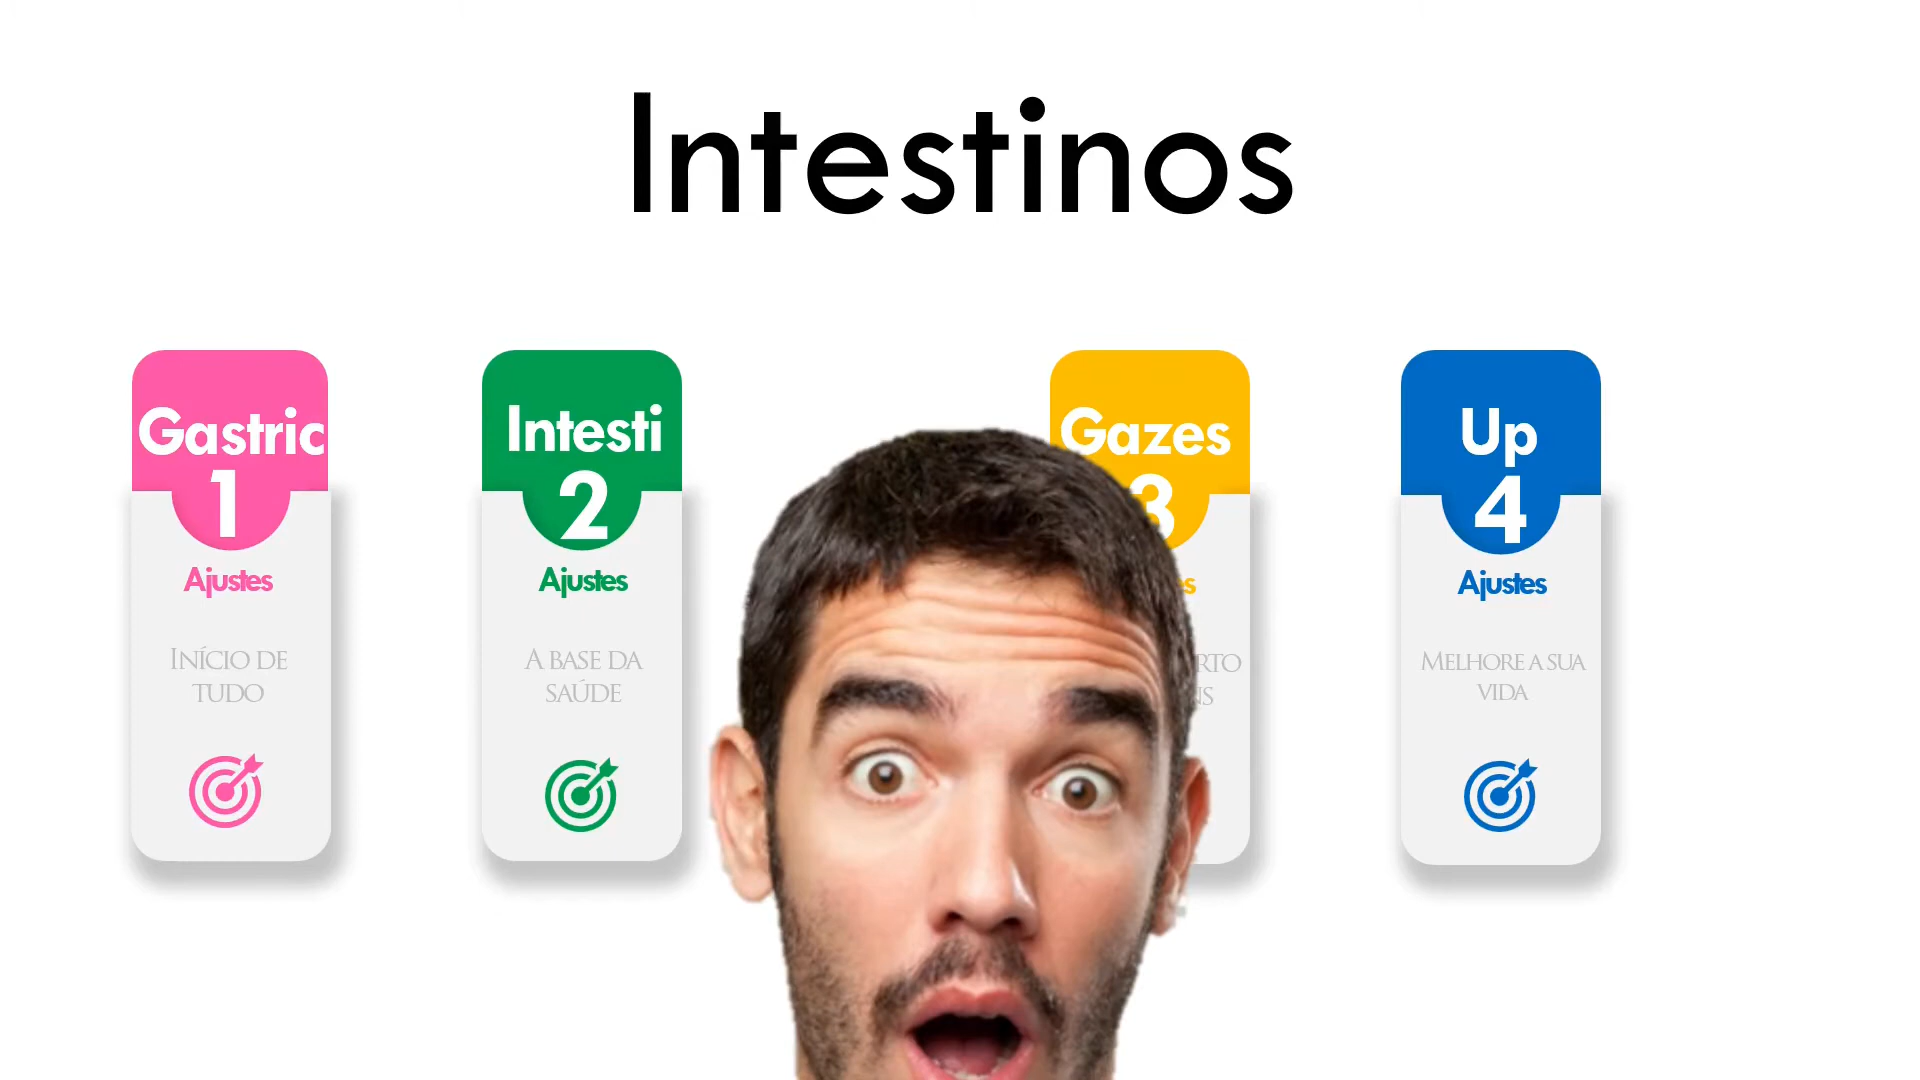 Intestinos
Gastric
1
Ajustes
INÍCIO DE
TUDO
Intesti
2
Ajustes
A BASE DA
SAÚDE
Gazes
3
Up
4
Ajustes
MELHORE A SUA
VIDA